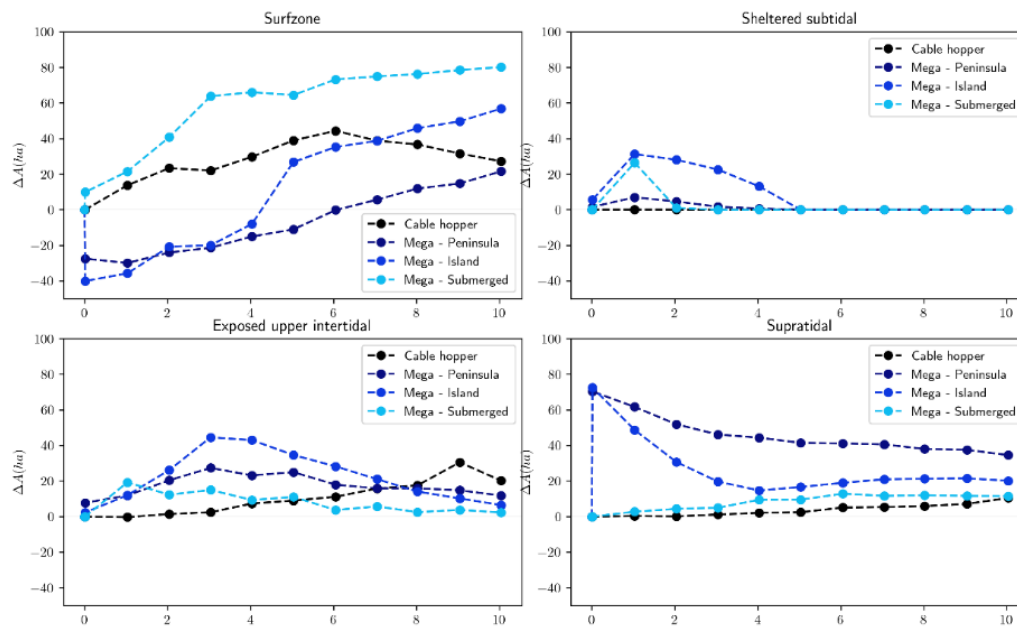 Surfzone
100
80
60
40
20
0
−20
−40
ΔA(ha)
0 2 4 6 8 10
Cable hopper
Mega - Peninsula
Mega - Island
Mega - Submerged
Sheltered subtidal
100
80
60
40
20
0
−20
−40
ΔA(ha)
0 2 4 6 8 10
Cable hopper
Mega - Peninsula
Mega - Island
Mega - Submerged
Exposed upper intertidal
100
80
60
40
20
0
−20
−40
ΔA(ha)
0 2 4 6 8 10
Cable hopper
Mega - Peninsula
Mega - Island
Mega - Submerged
Supratidal
100
80
60
40
20
0
−20
−40
ΔA(ha)
0 2 4 6 8 10
Cable hopper
Mega - Peninsula
Mega - Island
Mega - Submerged